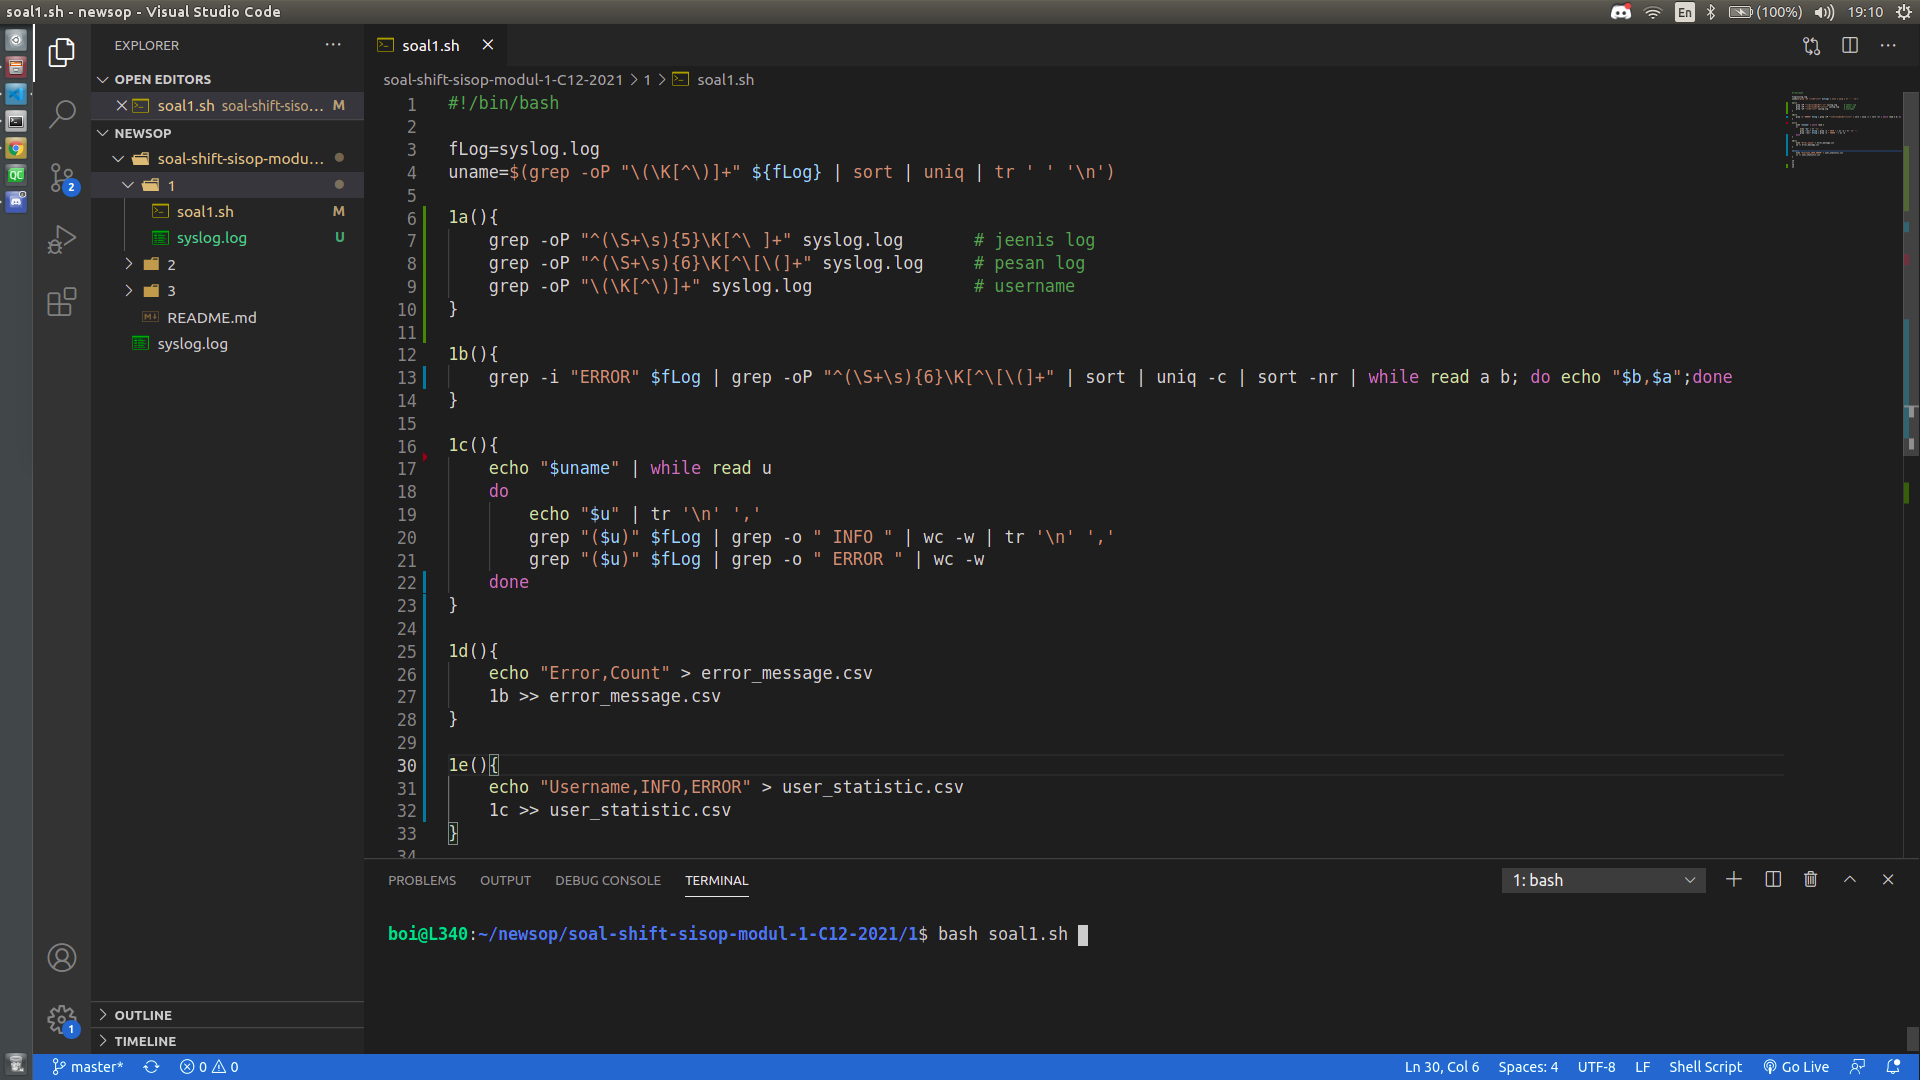 soal1.sh - newsop - Visual Studio Code
En
(100%)
19:10
EXPLORER
soal1.sh
OPEN EDITORS
soal1.sh soal-shift-siso... M
NEWSOP
soal-shift-sisop-modu...
1
soal1.sh M
syslog.log U
2
3
README.md
syslog.log
OUTLINE
TIMELINE
2
1
QC
soal-shift-sisop-modul-1-C12-2021 > 1 > soal1.sh
1 #!/bin/bash
2
3 fLog=syslog.log
4 uname=$(grep -oP "\(\K[^\)]+" ${fLog} | sort | uniq | tr ' ' '\n')
5
6 1a(){
7 grep -oP "^(\S+\s){5}\K[^\ ]+" syslog.log # jeenis log
8 grep -oP "^(\S+\s){6}\K[^\[\(]+" syslog.log # pesan log
9 grep -oP "\(\K[^\)]+" syslog.log # username
10 }
11
12 1b(){
13 grep -i "ERROR" $fLog | grep -oP "^(\S+\s){6}\K[^\[\(]+" | sort | uniq -c | sort -nr | while read a b; do echo "$b,$a";done
14 }
15
16 1c(){
17 echo "$uname" | while read u
18 do
19 echo "$u" | tr '\n' ','
20 grep "($u)" $fLog | grep -o " INFO " | wc -w | tr '\n' ','
21 grep "($u)" $fLog | grep -o " ERROR " | wc -w
22 done
23 }
24
25 1d(){
26 echo "Error,Count" > error_message.csv
27 1b >> error_message.csv
28 }
29
30 1e(){
31 echo "Username,INFO,ERROR" > user_statistic.csv
32 1c >> user_statistic.csv
33 }
34
PROBLEMS OUTPUT DEBUG CONSOLE TERMINAL
1: bash
boi@L340:~/newsop/soal-shift-sisop-modul-1-C12-2021/1$ bash soal1.sh
master* 0 0
Ln 30, Col 6 Spaces: 4 UTF-8 LF Shell Script Go Live